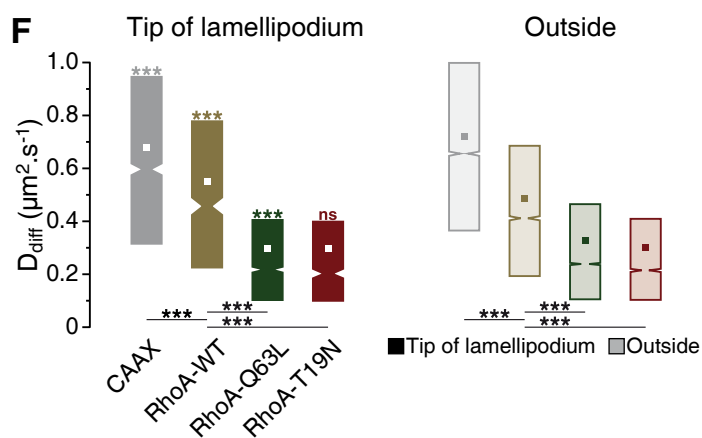 F
Tip of lamellipodium
Outside
D_diff (µm².s⁻¹)
1.0
0.8
0.6
0.4
0.2
0
***
***
***
ns
***
***
***
***
***
***
CAAX
RhoA-WT
RhoA-Q63L
RhoA-T19N
Tip of lamellipodium
Outside